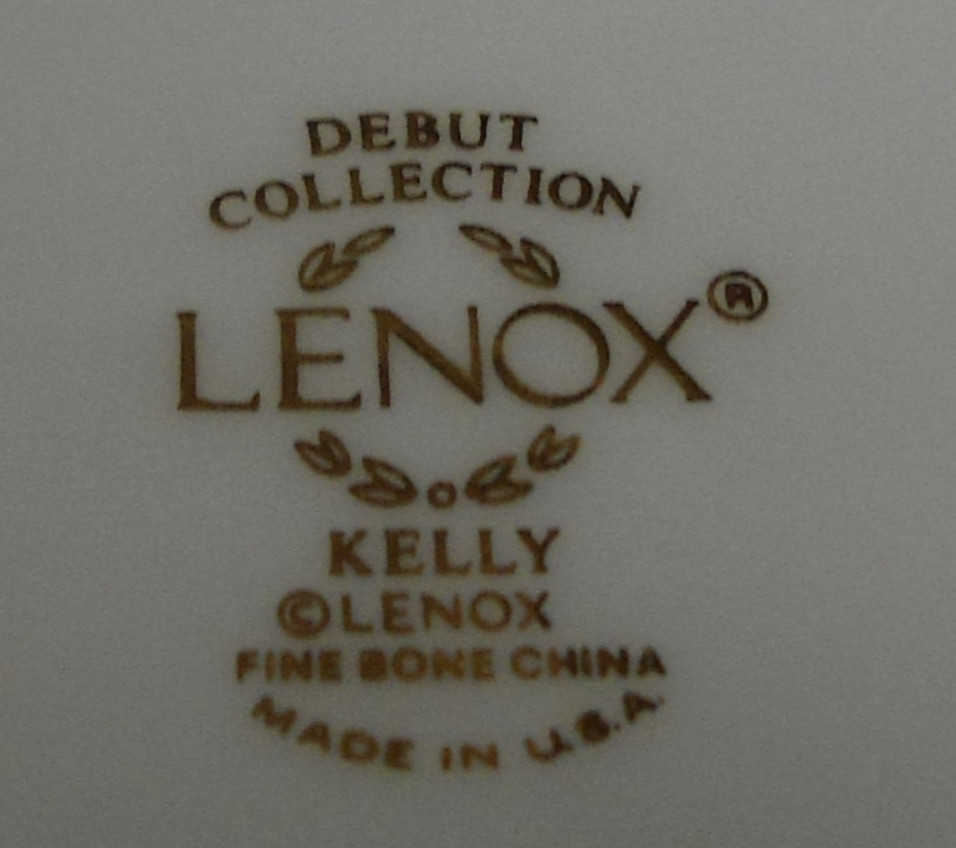 DEBUT
COLLECTION
LENOX®
KELLY
©LENOX
FINE BONE CHINA
MADE IN U.S.A.